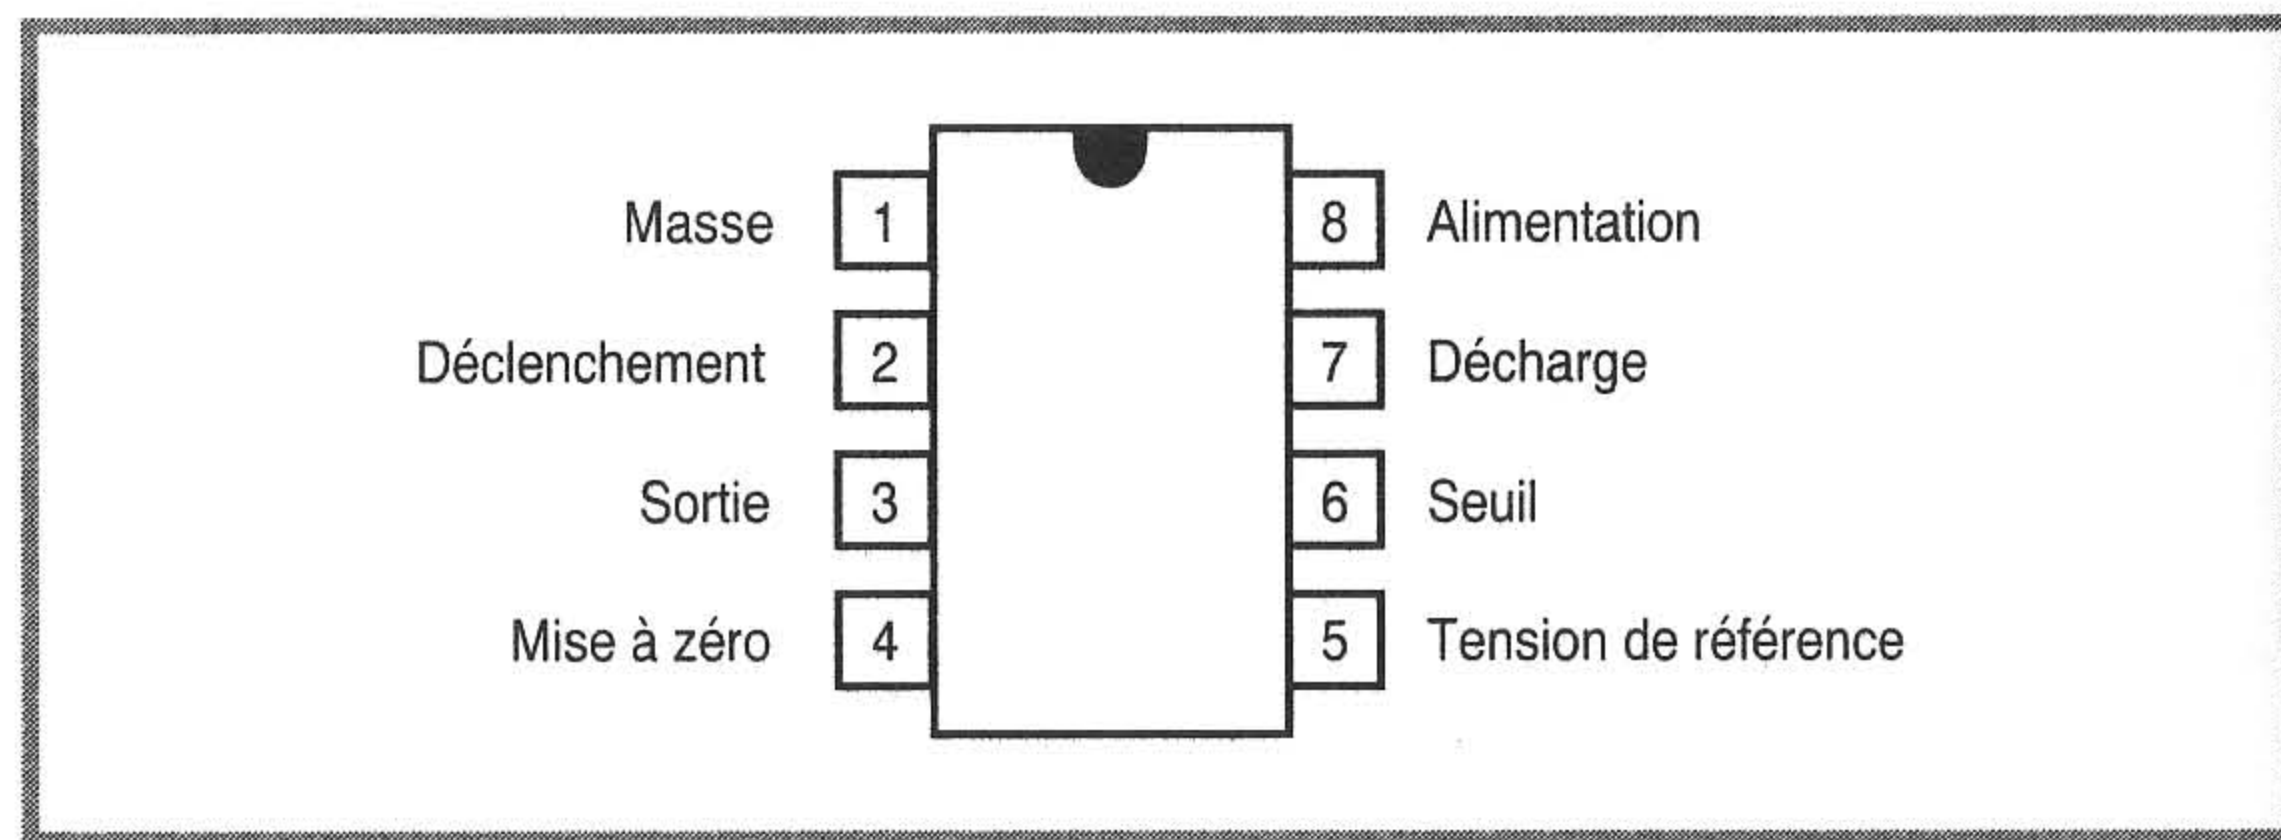 Masse 1 8 Alimentation
Déclenchement 2 7 Décharge
Sortie 3 6 Seuil
Mise à zéro 4 5 Tension de référence